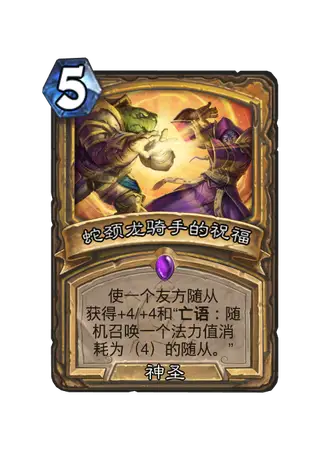 5
蛇颈龙骑手的祝福
使一个友方随从
获得+4/+4和“亡语：随
机召唤一个法力值消
耗为（4）的随从。”
神圣